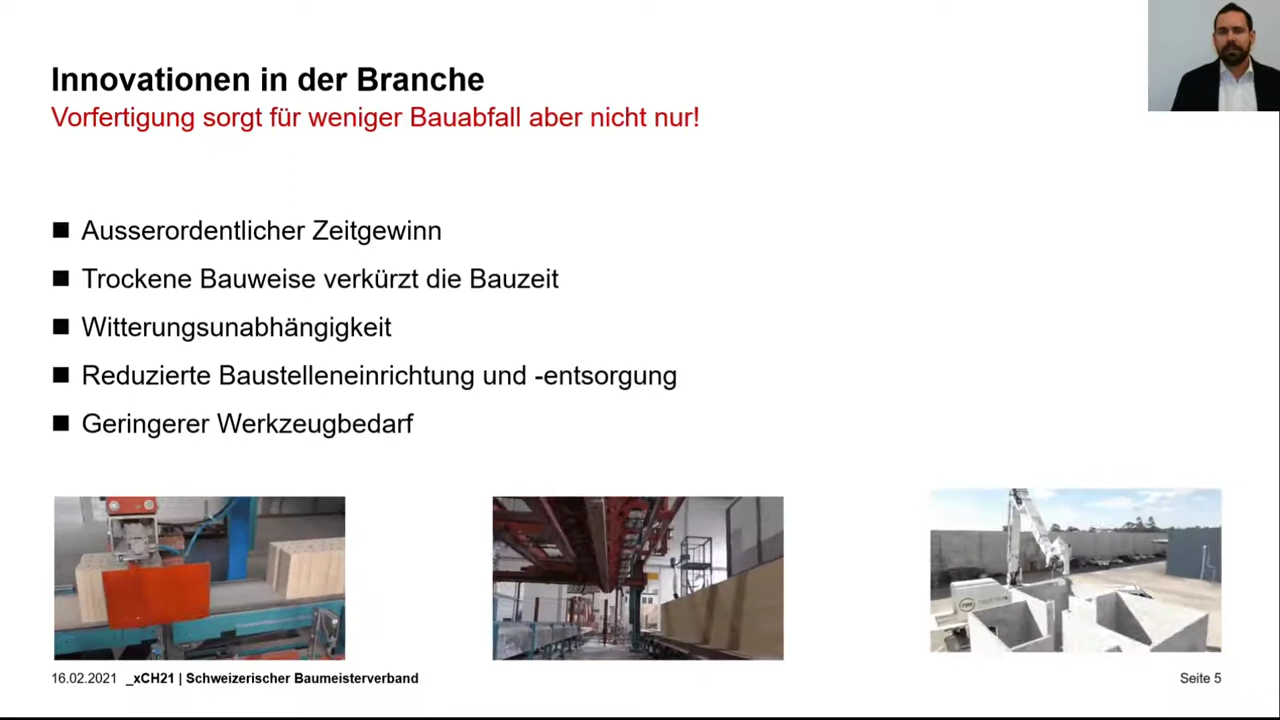 Innovationen in der Branche
Vorfertigung sorgt für weniger Bauabfall aber nicht nur!
■ Ausserordentlicher Zeitgewinn
■ Trockene Bauweise verkürzt die Bauzeit
■ Witterungsunabhängigkeit
■ Reduzierte Baustelleneinrichtung und -entsorgung
■ Geringerer Werkzeugbedarf
16.02.2021 _xCH21 | Schweizerischer Baumeisterverband
Seite 5